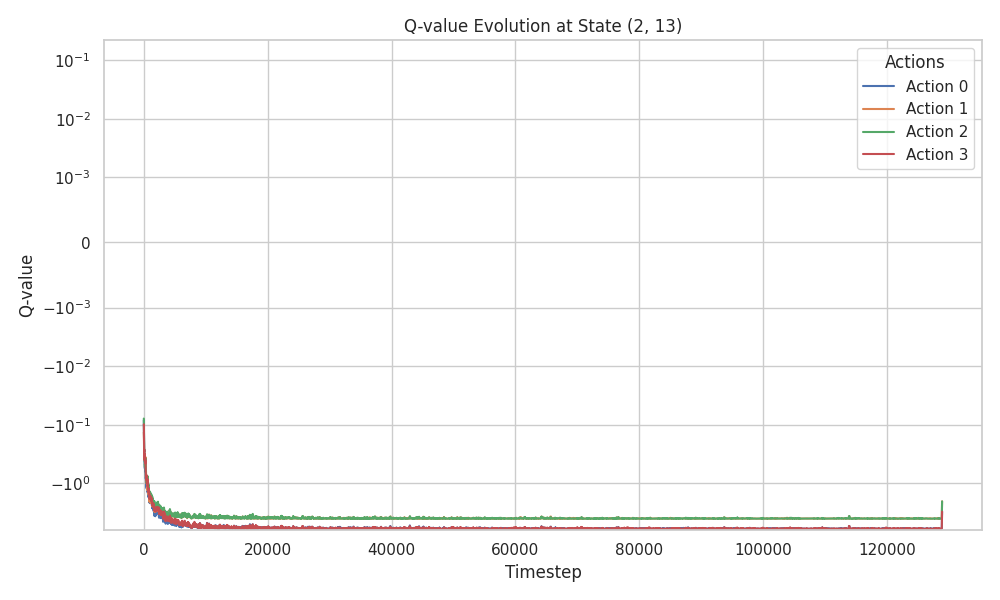 Q-value Evolution at State (2, 13)
Q-value
10⁻¹
10⁻²
10⁻³
0
−10⁻³
−10⁻²
−10⁻¹
−10⁰
Actions
Action 0
Action 1
Action 2
Action 3
0 20000 40000 60000 80000 100000 120000
Timestep